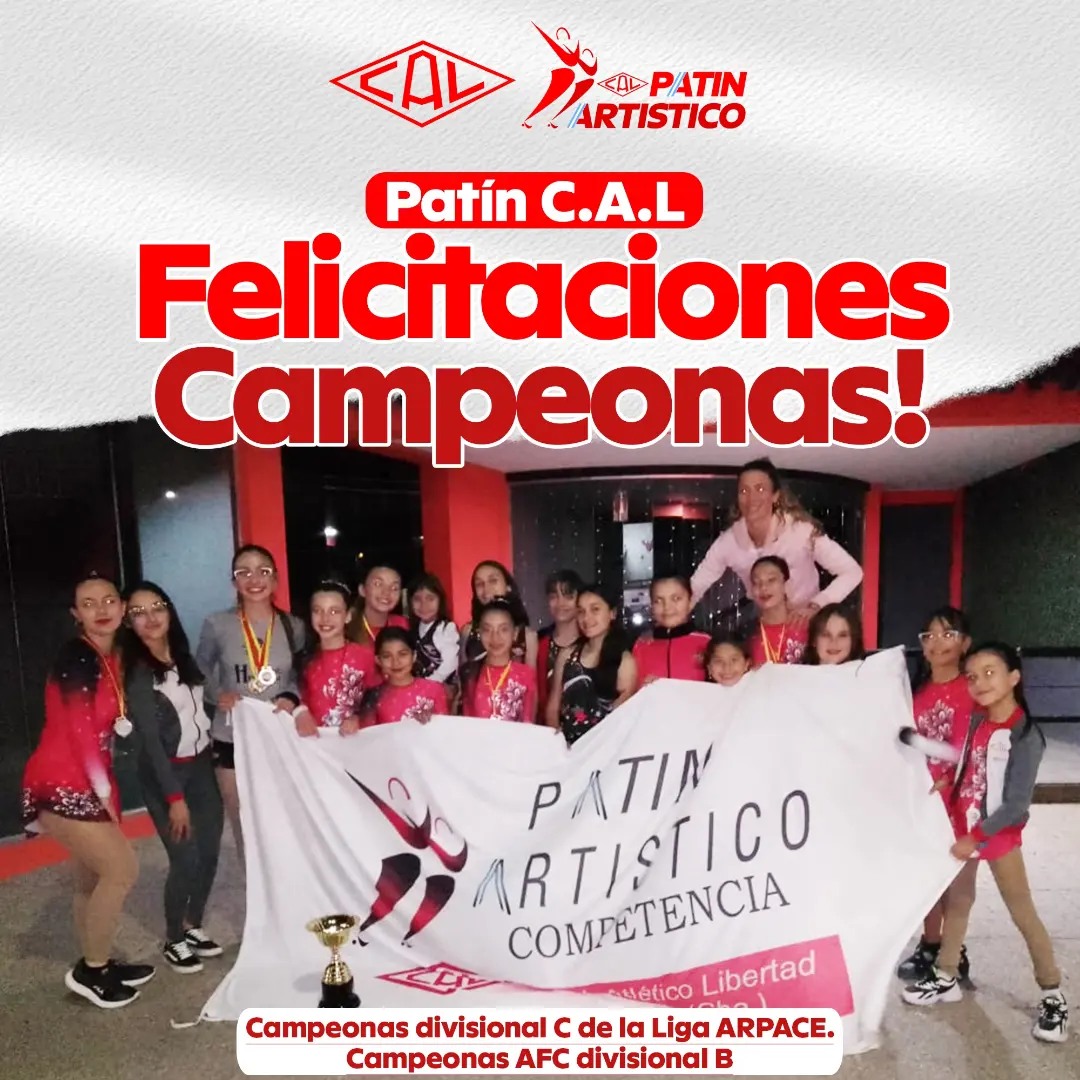 CAL
CAL PATIN
ARTISTICO
Patín C.A.L
Felicitaciones
Campeonas!
PATIN
ARTISTICO
COMPETENCIA
Atlético Libertad
(Cba.)
Campeonas divisional C de la Liga ARPACE.
Campeonas AFC divisional B